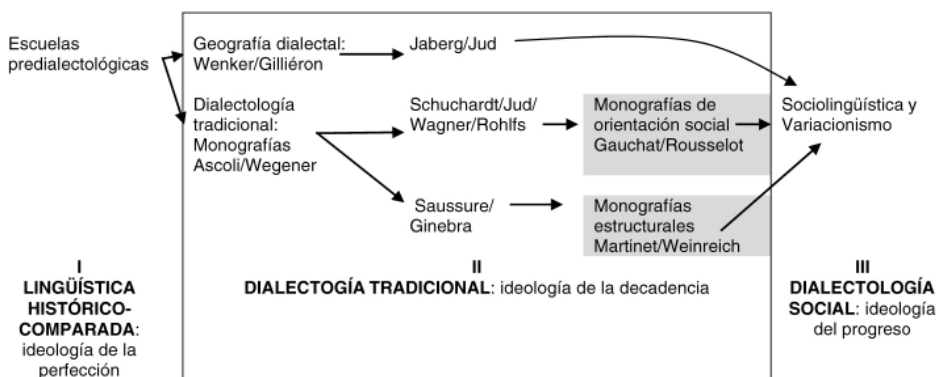 Escuelas
predialectológicas
Geografía dialectal:
Wenker/Gilliéron
Jaberg/Jud
Dialectología
tradicional:
Monografías
Ascoli/Wegener
Schuchardt/Jud/
Wagner/Rohlfs
Monografías de
orientación social
Gauchat/Rousselot
Sociolingüística y
Variacionismo
Saussure/
Ginebra
Monografías
estructurales
Martinet/Weinreich
I
LINGÜÍSTICA
HISTÓRICO-
COMPARADA:
ideología de la
perfección
II
DIALECTOGÍA TRADICIONAL: ideología de la decadencia
III
DIALECTOLOGÍA
SOCIAL: ideología
del progreso